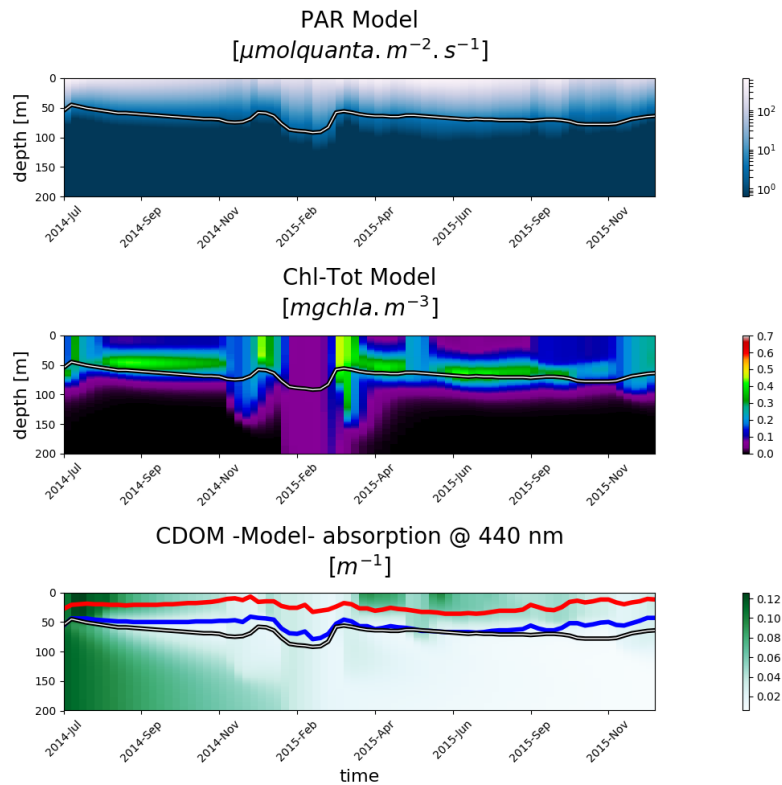 PAR Model
[μmolquanta.m⁻².s⁻¹]
0
50
100
150
200
depth [m]
2014-Jul
2014-Sep
2014-Nov
2015-Feb
2015-Apr
2015-Jun
2015-Sep
2015-Nov
10²
10¹
10⁰
Chl-Tot Model
[mgchla.m⁻³]
0
50
100
150
200
depth [m]
2014-Jul
2014-Sep
2014-Nov
2015-Feb
2015-Apr
2015-Jun
2015-Sep
2015-Nov
0.7
0.6
0.5
0.4
0.3
0.2
0.1
0.0
CDOM -Model- absorption @ 440 nm
[m⁻¹]
0
50
100
150
200
2014-Jul
2014-Sep
2014-Nov
2015-Feb
2015-Apr
2015-Jun
2015-Sep
2015-Nov
time
0.12
0.10
0.08
0.06
0.04
0.02